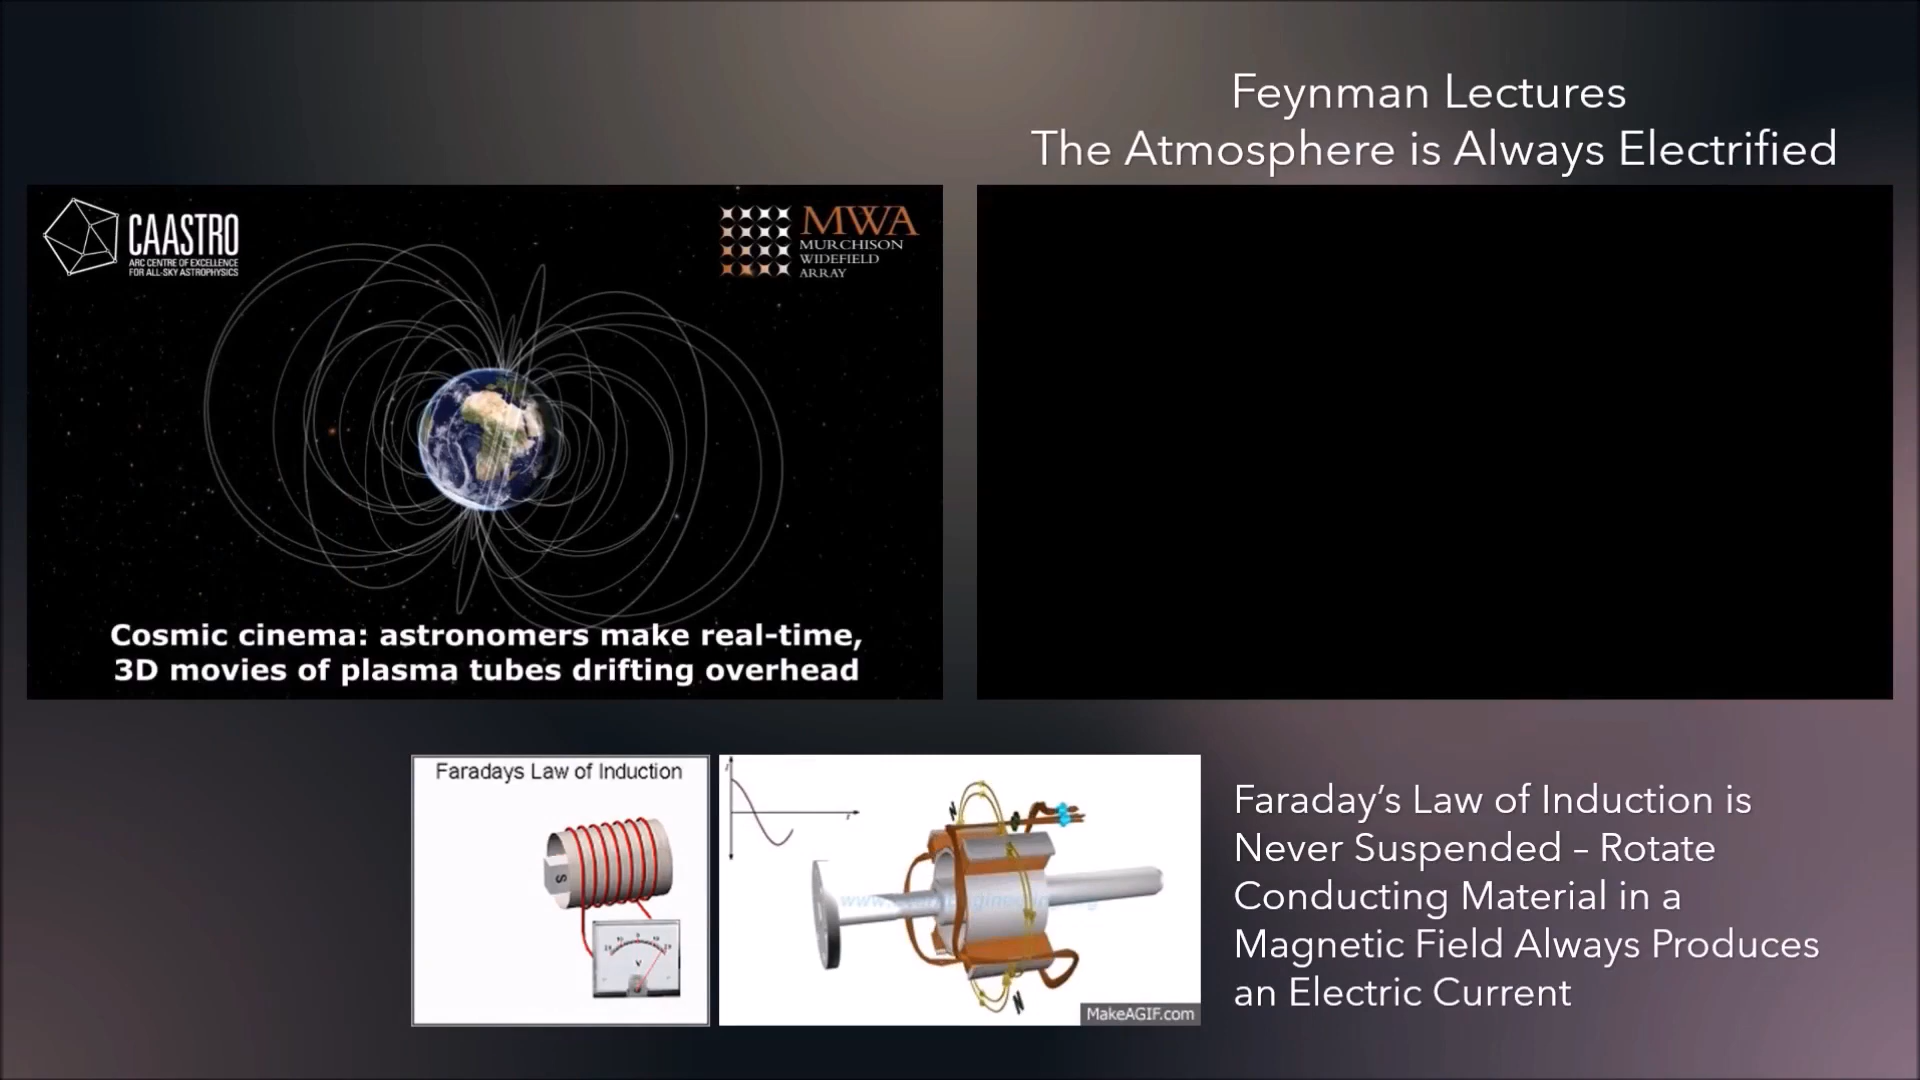 Feynman Lectures
The Atmosphere is Always Electrified
CAASTRO
ARC CENTRE OF EXCELLENCE
FOR ALL-SKY ASTROPHYSICS
MWA
MURCHISON
WIDEFIELD
ARRAY
Cosmic cinema: astronomers make real-time,
3D movies of plasma tubes drifting overhead
Faradays Law of Induction
S
V
N
N
MakeAGIF.com
Faraday’s Law of Induction is
Never Suspended – Rotate
Conducting Material in a
Magnetic Field Always Produces
an Electric Current